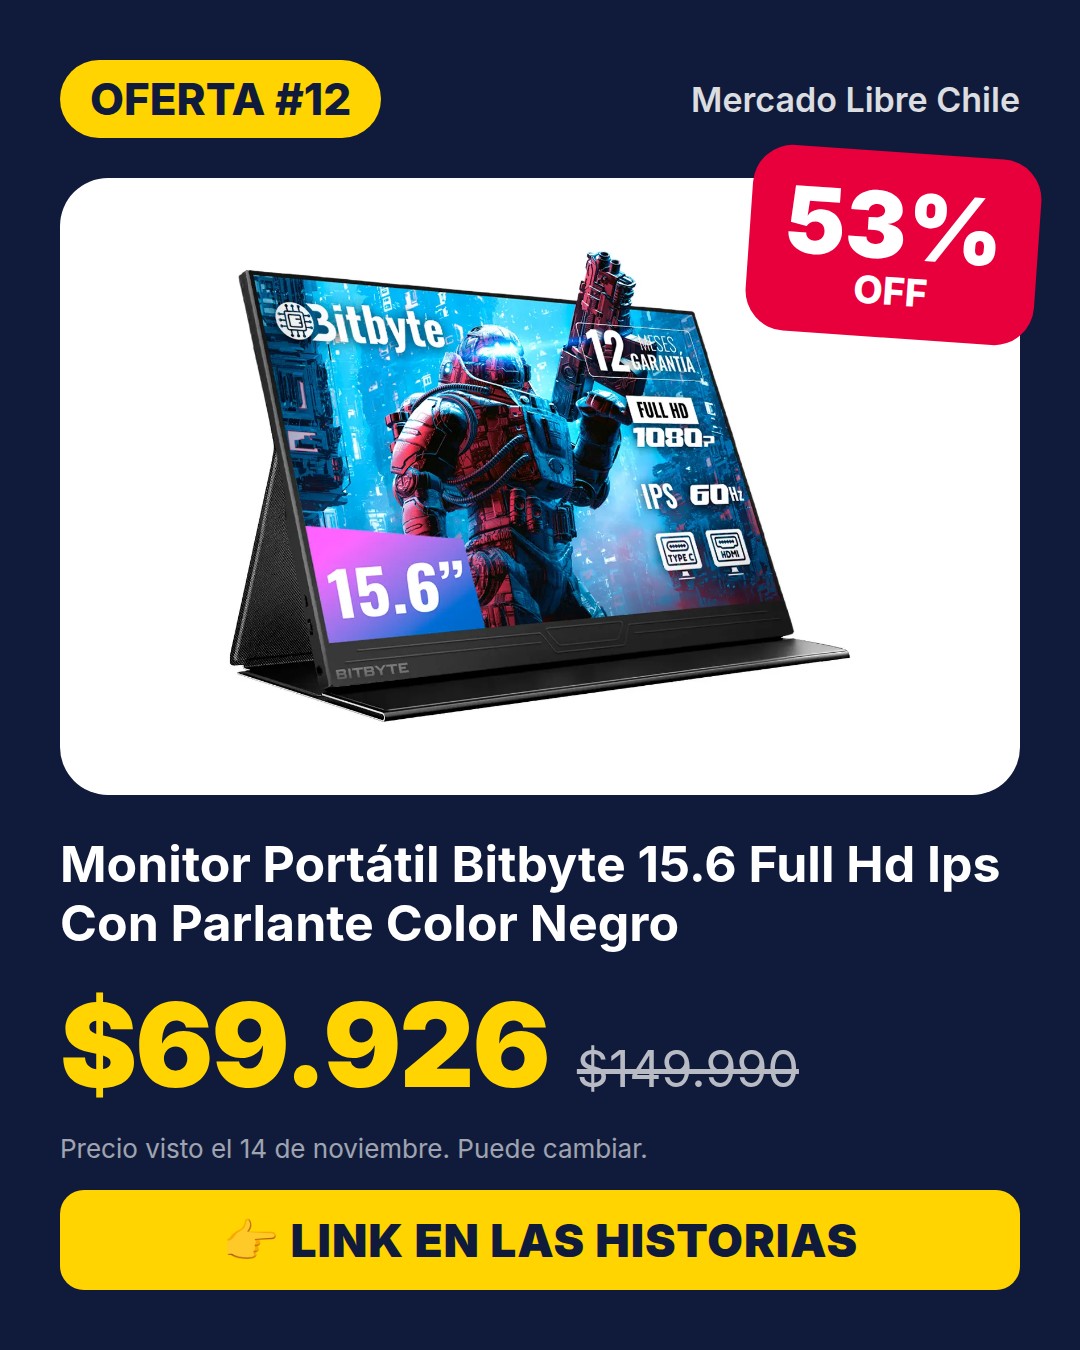 OFERTA #12
Mercado Libre Chile
53%
OFF
Bitbyte
12 MESES GARANTÍA
FULL HD
1080P
IPS 60Hz
TYPE C HDMI
15.6”
BITBYTE
Monitor Portátil Bitbyte 15.6 Full Hd Ips
Con Parlante Color Negro
$69.926 $149.990
Precio visto el 14 de noviembre. Puede cambiar.
👉 LINK EN LAS HISTORIAS